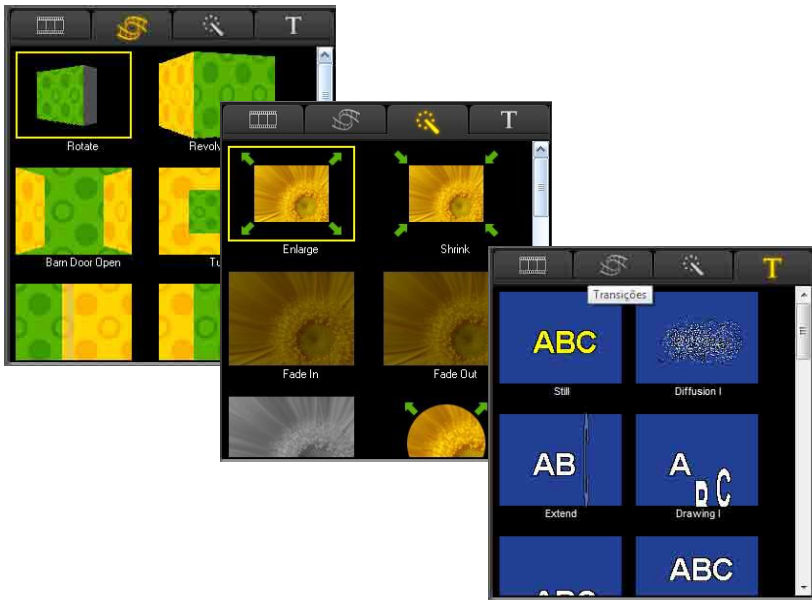 T
Rotate
Revolv
Barn Door Open
Tu
T
Enlarge
Shrink
Fade In
Fade Out
T
Transições
ABC
Still
Diffusion I
AB
Extend
A
B C
Drawing I
ABC
ABC